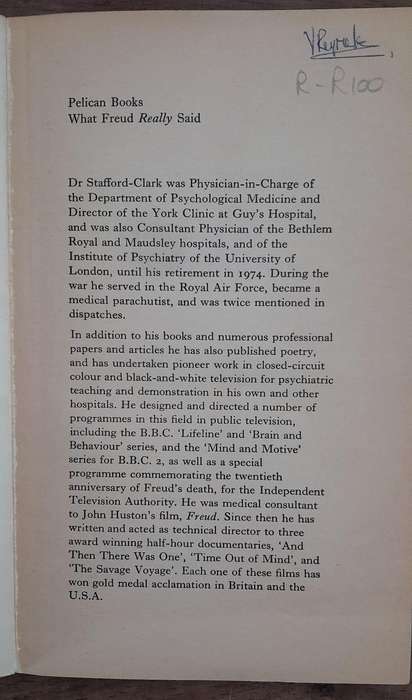 R-R100
Pelican Books
What Freud Really Said
Dr Stafford-Clark was Physician-in-Charge of
the Department of Psychological Medicine and
Director of the York Clinic at Guy's Hospital,
and was also Consultant Physician of the Bethlem
Royal and Maudsley hospitals, and of the
Institute of Psychiatry of the University of
London, until his retirement in 1974. During the
war he served in the Royal Air Force, became a
medical parachutist, and was twice mentioned in
dispatches.
In addition to his books and numerous professional
papers and articles he has also published poetry,
and has undertaken pioneer work in closed-circuit
colour and black-and-white television for psychiatric
teaching and demonstration in his own and other
hospitals. He designed and directed a number of
programmes in this field in public television,
including the B.B.C. 'Lifeline' and 'Brain and
Behaviour' series, and the 'Mind and Motive'
series for B.B.C. 2, as well as a special
programme commemorating the twentieth
anniversary of Freud's death, for the Independent
Television Authority. He was medical consultant
to John Huston's film, Freud. Since then he has
written and acted as technical director to three
award winning half-hour documentaries, 'And
Then There Was One', 'Time Out of Mind', and
'The Savage Voyage'. Each one of these films has
won gold medal acclamation in Britain and the
U.S.A.